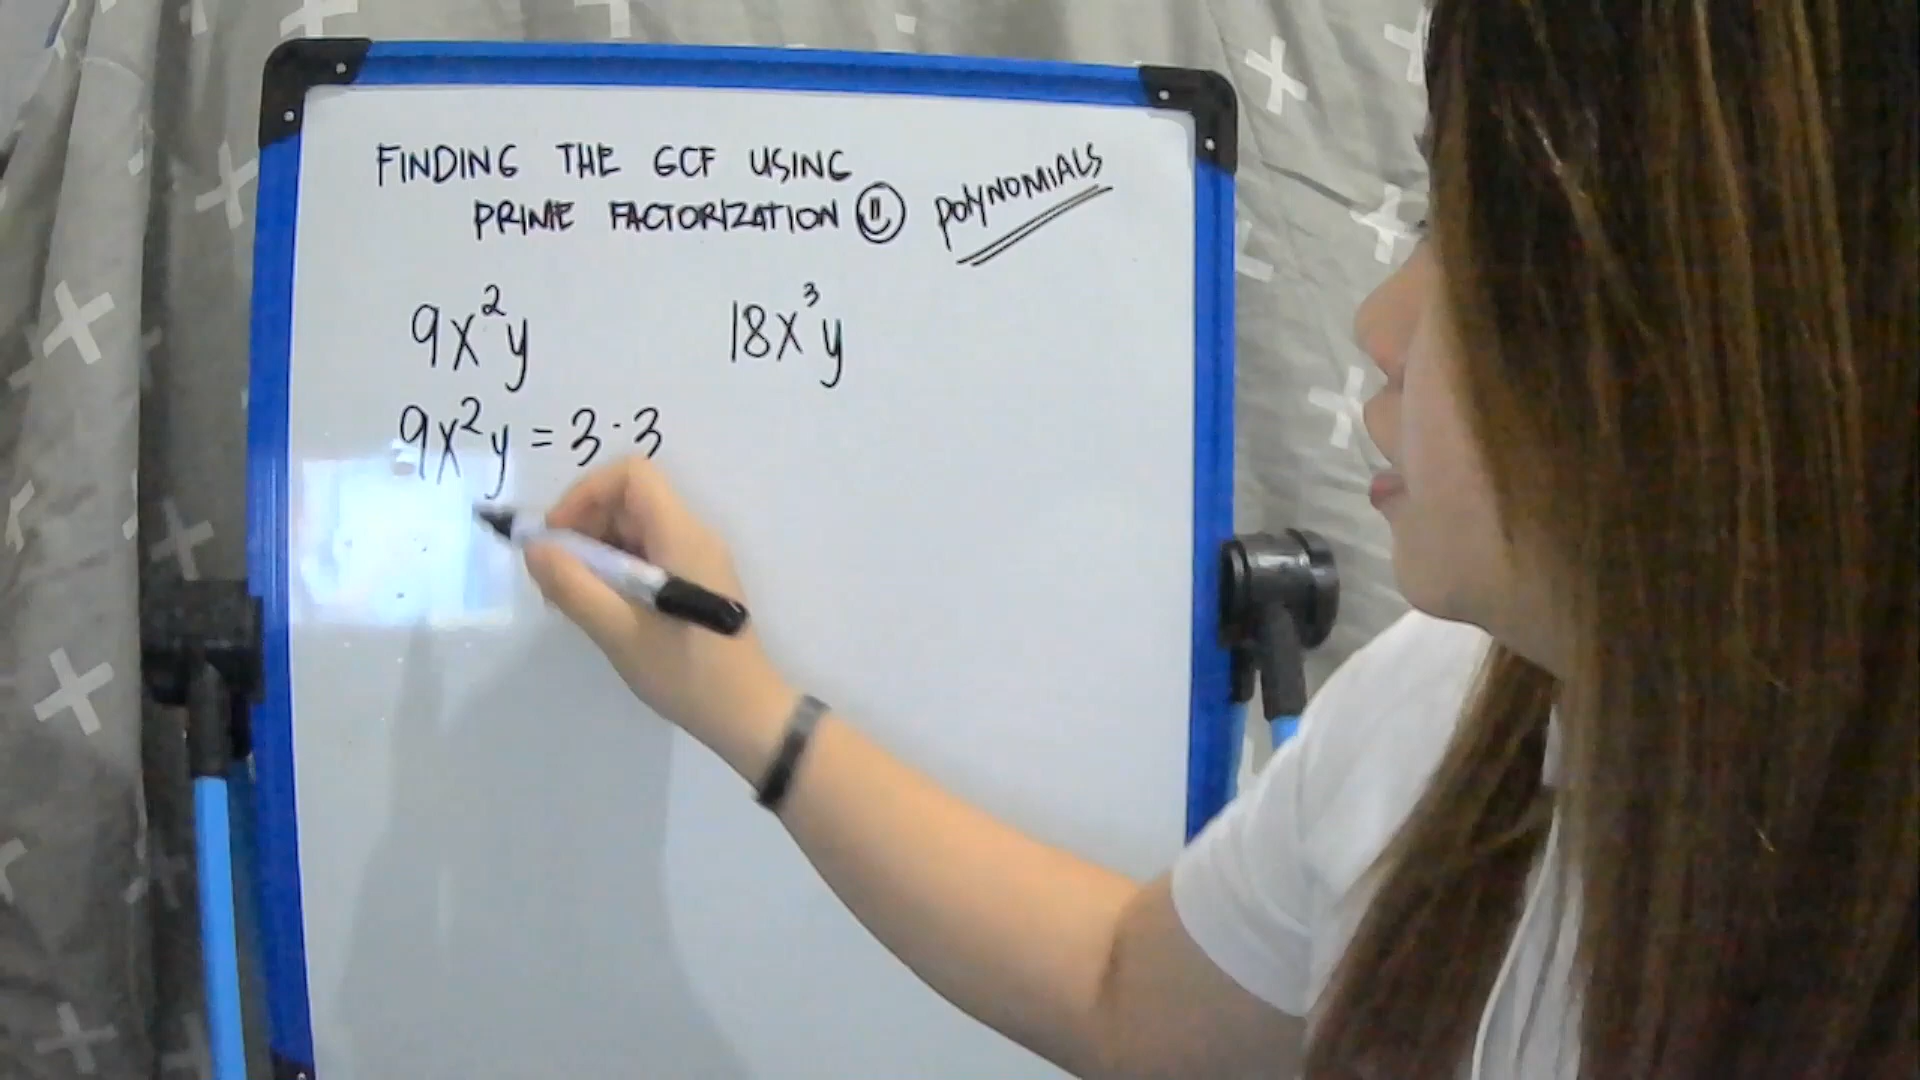 FINDING THE GCF USING
PRIME FACTORIZATION POLYNOMIALS
9x²y 18x³y
9x²y = 3·3